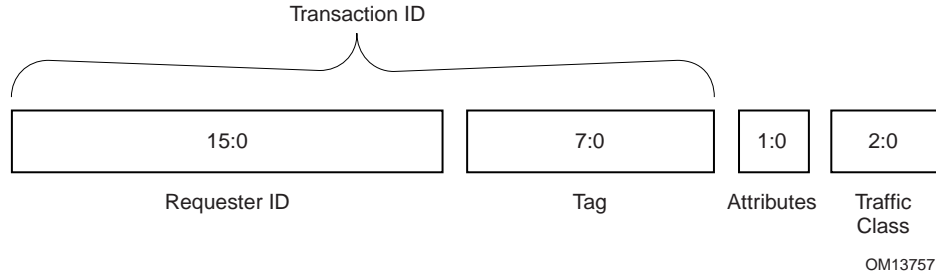 Transaction ID
15:0
7:0
1:0
2:0
Requester ID
Tag
Attributes
Traffic
Class
OM13757